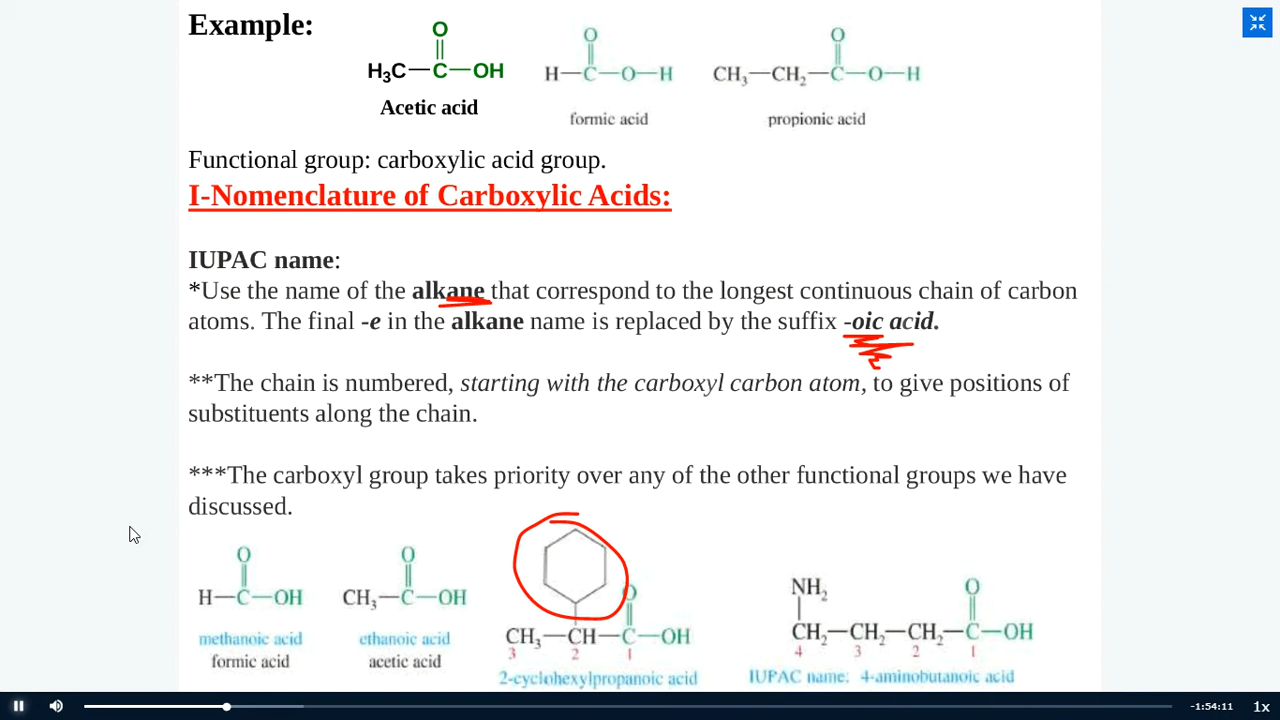 Example:
O
H3C—C—OH
Acetic acid
O
H—C—O—H
formic acid
O
CH3—CH2—C—O—H
propionic acid
Functional group: carboxylic acid group.
I-Nomenclature of Carboxylic Acids:
IUPAC name:
*Use the name of the alkane that correspond to the longest continuous chain of carbon
atoms. The final -e in the alkane name is replaced by the suffix -oic acid.
**The chain is numbered, starting with the carboxyl carbon atom, to give positions of
substituents along the chain.
***The carboxyl group takes priority over any of the other functional groups we have
discussed.
O
H—C—OH
methanoic acid
formic acid
O
CH3—C—OH
ethanoic acid
acetic acid
O
CH3—CH—C—OH
3 2 1
2-cyclohexylpropanoic acid
NH2 O
CH2—CH2—CH2—C—OH
4 3 2 1
IUPAC name: 4-aminobutanoic acid
-1:54:11 1x